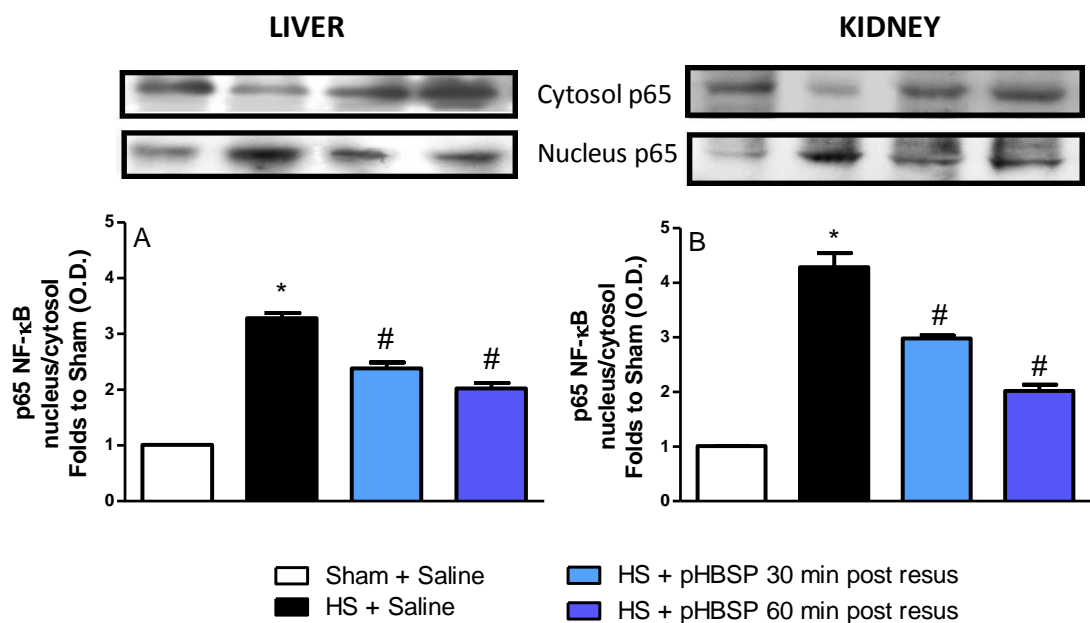 LIVER
KIDNEY
Cytosol p65
Nucleus p65
p65 NF-κB
nucleus/cytosol
Folds to Sham (O.D.)
5
4
3
2
1
0
A
*
#
#
p65 NF-κB
nucleus/cytosol
Folds to Sham (O.D.)
5
4
3
2
1
0
B
*
#
#
Sham + Saline
HS + Saline
HS + pHBSP 30 min post resus
HS + pHBSP 60 min post resus